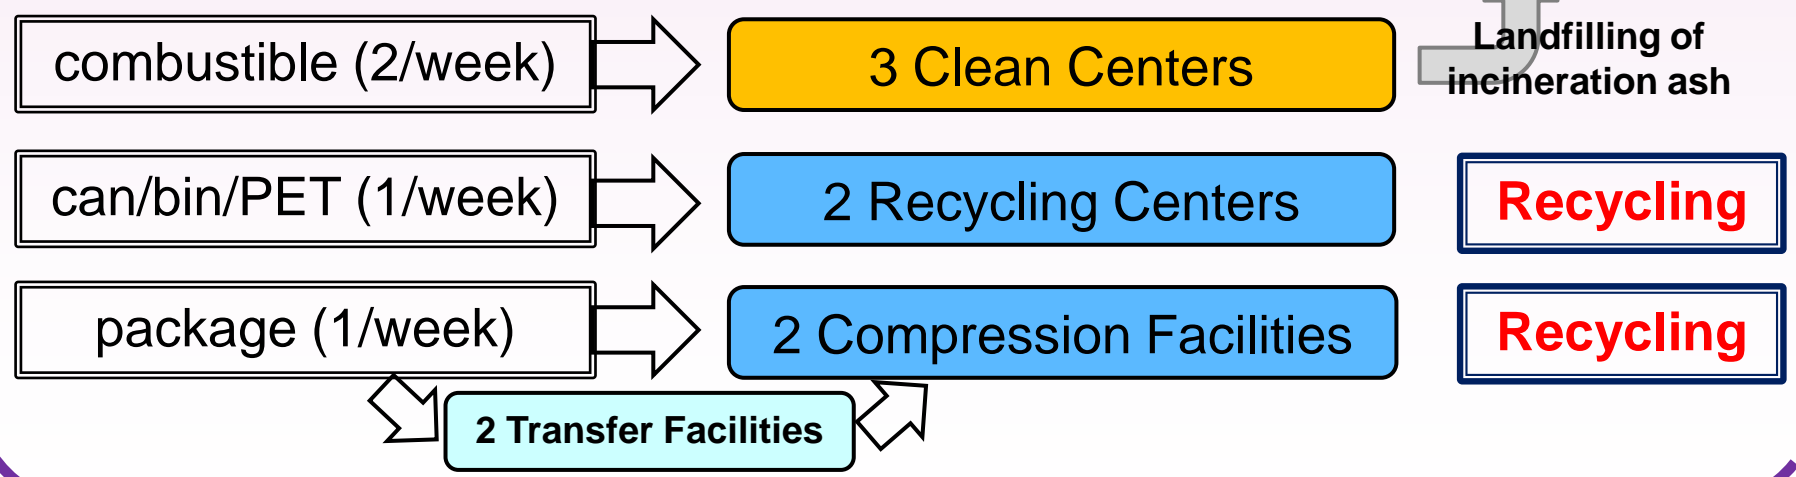 combustible (2/week)
3 Clean Centers
Landfilling of
incineration ash
can/bin/PET (1/week)
2 Recycling Centers
Recycling
package (1/week)
2 Compression Facilities
Recycling
2 Transfer Facilities